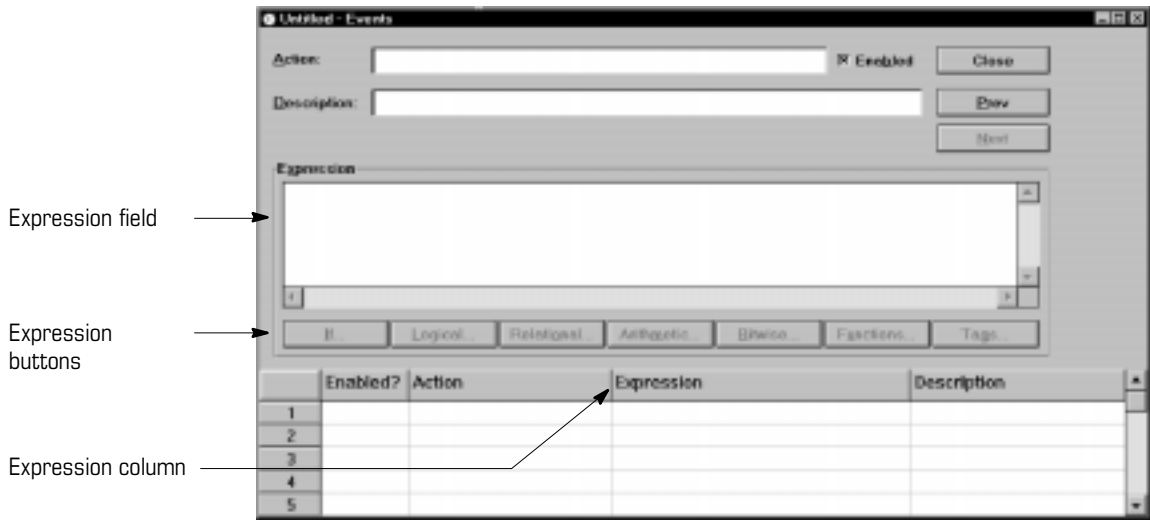 Untitled - Events
Action:
Enabled
Close
Description:
Prev
Next
Expression
Expression field
Expression
buttons
If...
Logical...
Relational...
Arithmetic...
Bitwise...
Functions...
Tags...
Enabled? Action Expression Description
1
2
3
4
5
Expression column